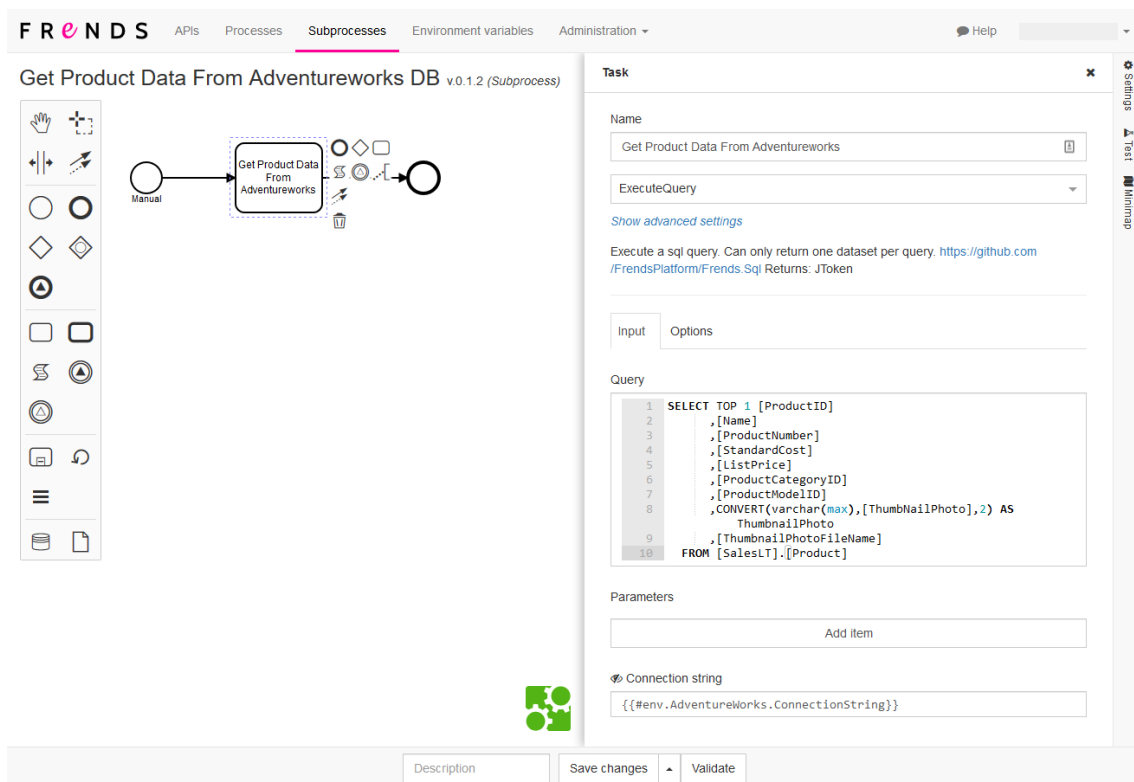 FReNDS APIs Processes Subprocesses Environment variables Administration Help
Get Product Data From Adventureworks DB v.0.1.2 (Subprocess)
Manual
Get Product Data
From
Adventureworks
Task
Name
Get Product Data From Adventureworks
ExecuteQuery
Show advanced settings
Execute a sql query. Can only return one dataset per query. https://github.com
/FrendsPlatform/Frends.Sql Returns: JToken
Input Options
Query
1 SELECT TOP 1 [ProductID]
2 ,[Name]
3 ,[ProductNumber]
4 ,[StandardCost]
5 ,[ListPrice]
6 ,[ProductCategoryID]
7 ,[ProductModelID]
8 ,CONVERT(varchar(max),[ThumbNailPhoto],2) AS
ThumbnailPhoto
9 ,[ThumbnailPhotoFileName]
10 FROM [SalesLT].[Product]
Parameters
Add item
Connection string
{{#env.AdventureWorks.ConnectionString}}
Settings
Test
Minimap
Description Save changes Validate